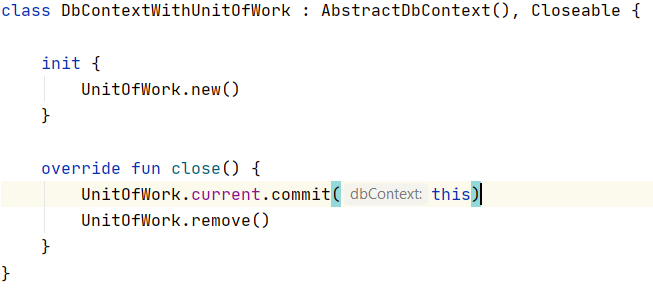 class DbContextWithUnitOfWork : AbstractDbContext(), Closeable {
init {
UnitOfWork.new()
}
override fun close() {
UnitOfWork.current.commit( dbContext: this)
UnitOfWork.remove()
}
}